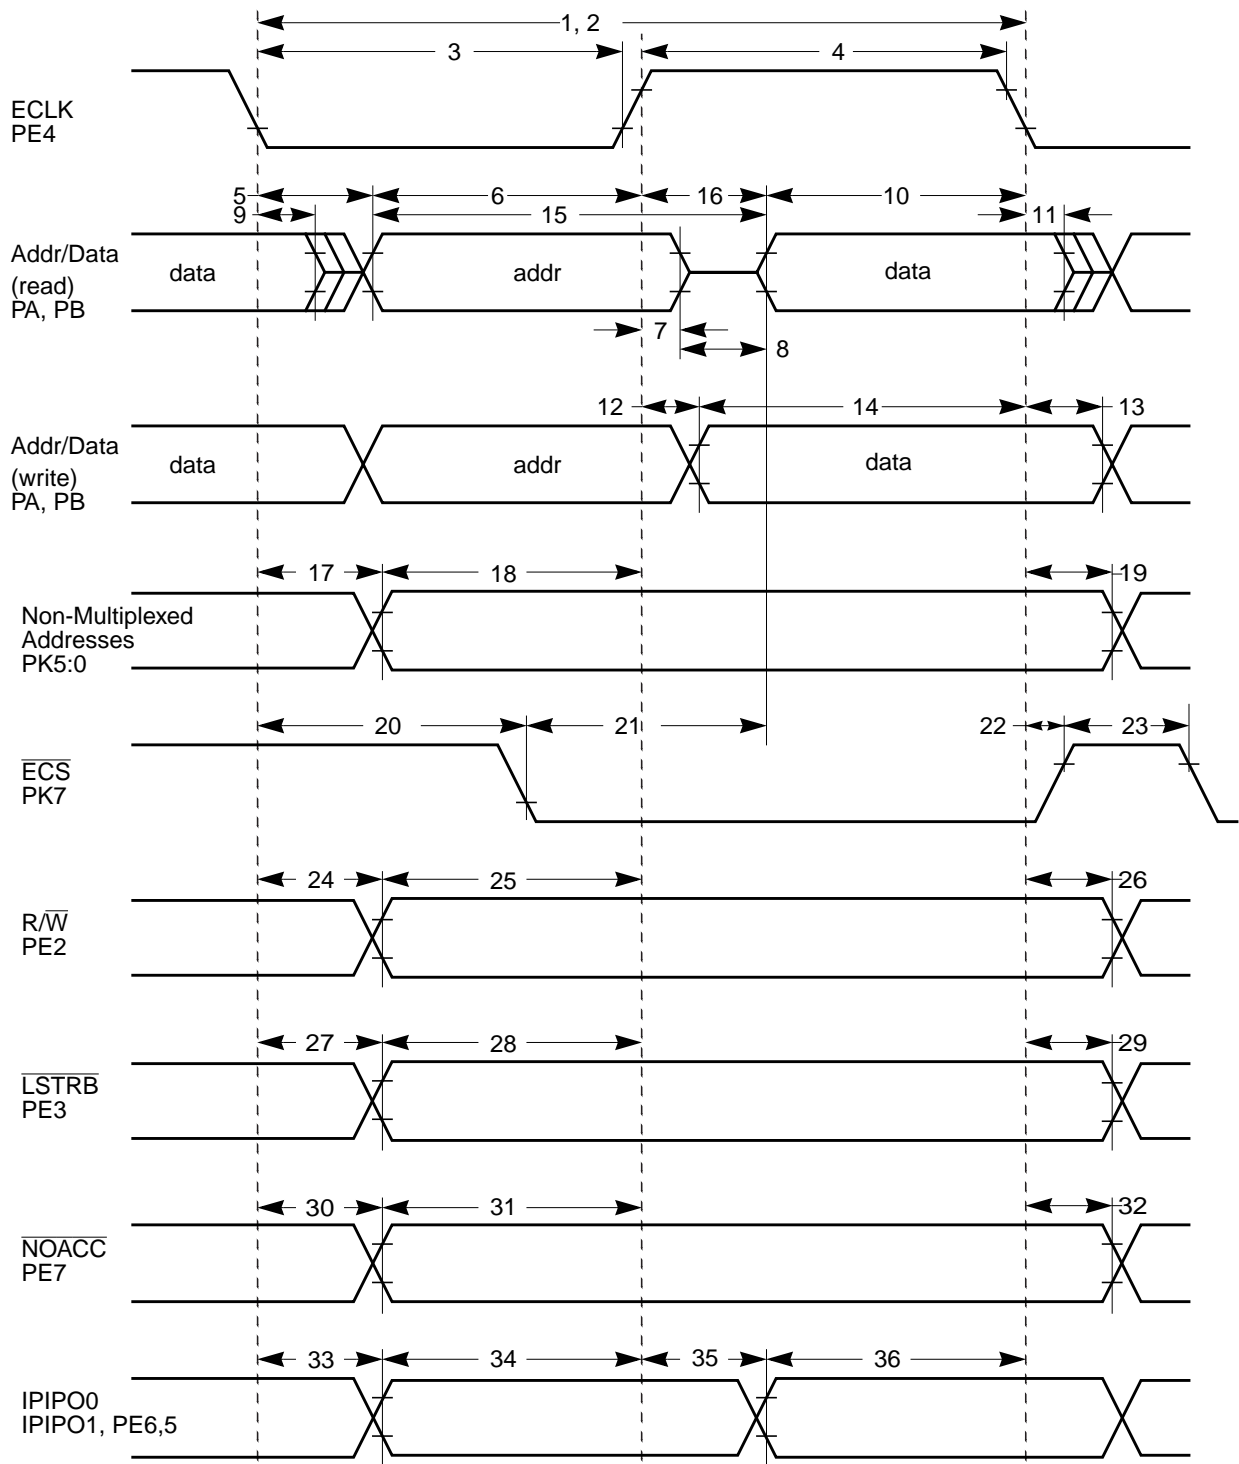 1, 2
3 4
ECLK
PE4
5 6 16 10
9 15 11
Addr/Data
(read)
PA, PB
data addr data
7
8
12 14 13
Addr/Data
(write)
PA, PB
data addr data
17 18 19
Non-Multiplexed
Addresses
PK5:0
20 21 22 23
ECS
PK7
24 25 26
R/W
PE2
27 28 29
LSTRB
PE3
30 31 32
NOACC
PE7
33 34 35 36
IPIPO0
IPIPO1, PE6,5